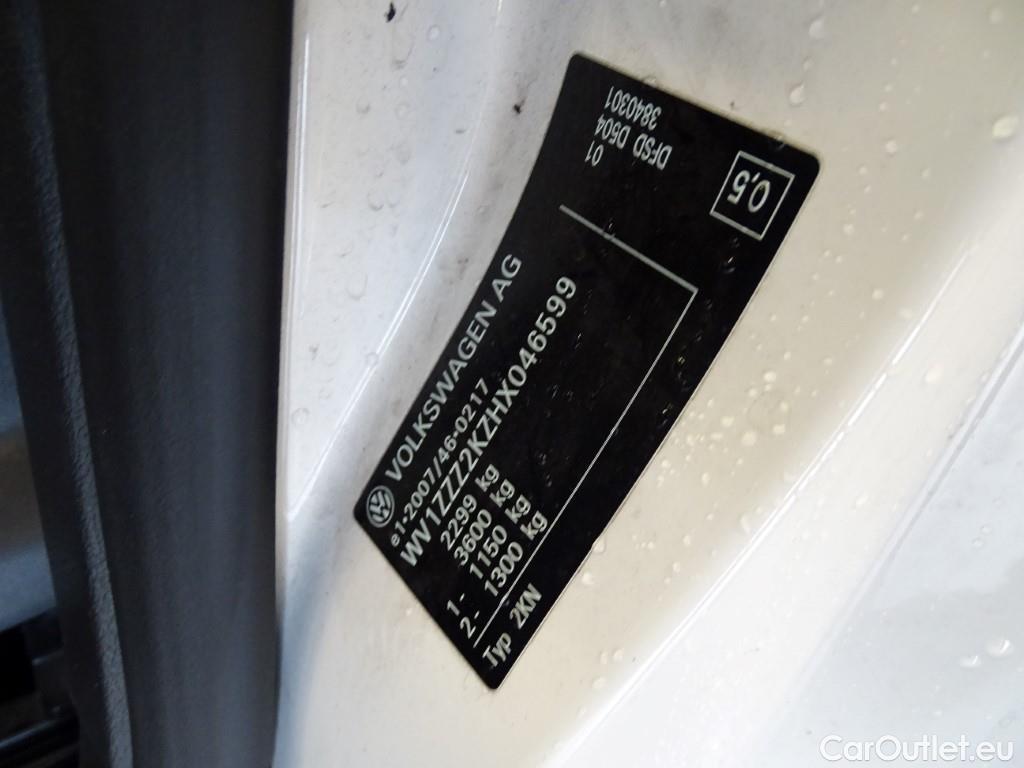 VOLKSWAGEN AG
e1*2007/46*0217
WV1ZZZ2KZHX046599
2299 kg
3600 kg
1- 1150 kg
2- 1300 kg
Typ 2KN
01
DFSD D504
3840301
0,5
CarOutlet.eu